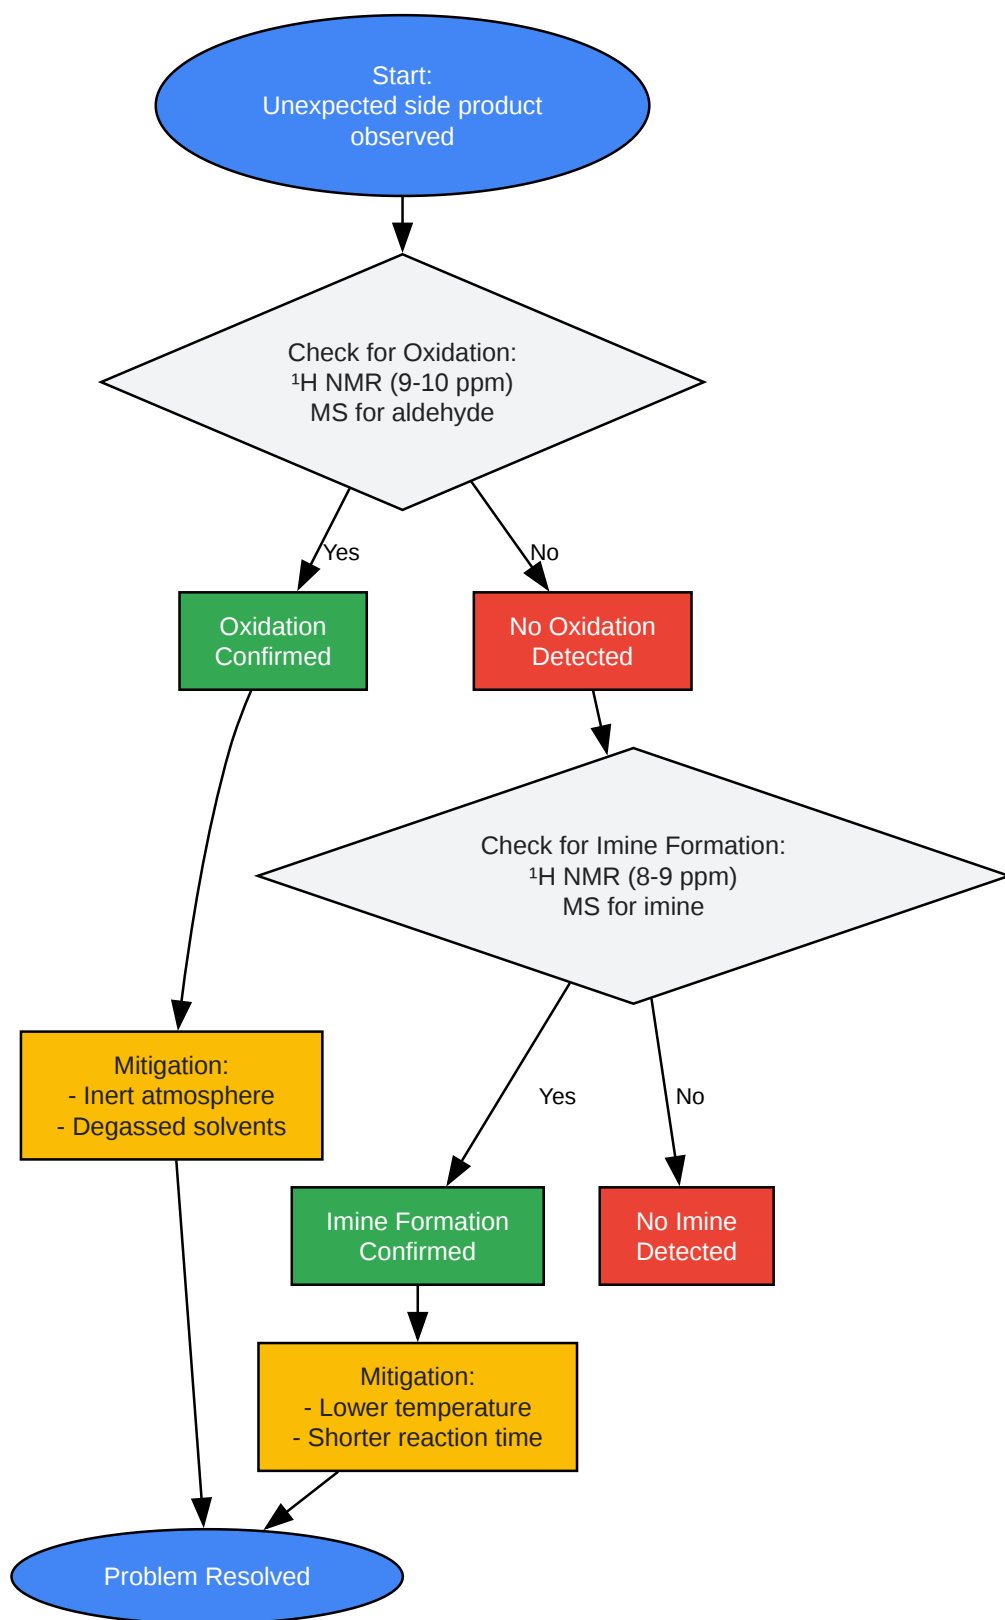 Start:
Unexpected side product
observed
Check for Oxidation:
¹H NMR (9-10 ppm)
MS for aldehyde
Yes
No
Oxidation
Confirmed
No Oxidation
Detected
Check for Imine Formation:
¹H NMR (8-9 ppm)
MS for imine
Mitigation:
- Inert atmosphere
- Degassed solvents
Yes
No
Imine Formation
Confirmed
No Imine
Detected
Mitigation:
- Lower temperature
- Shorter reaction time
Problem Resolved